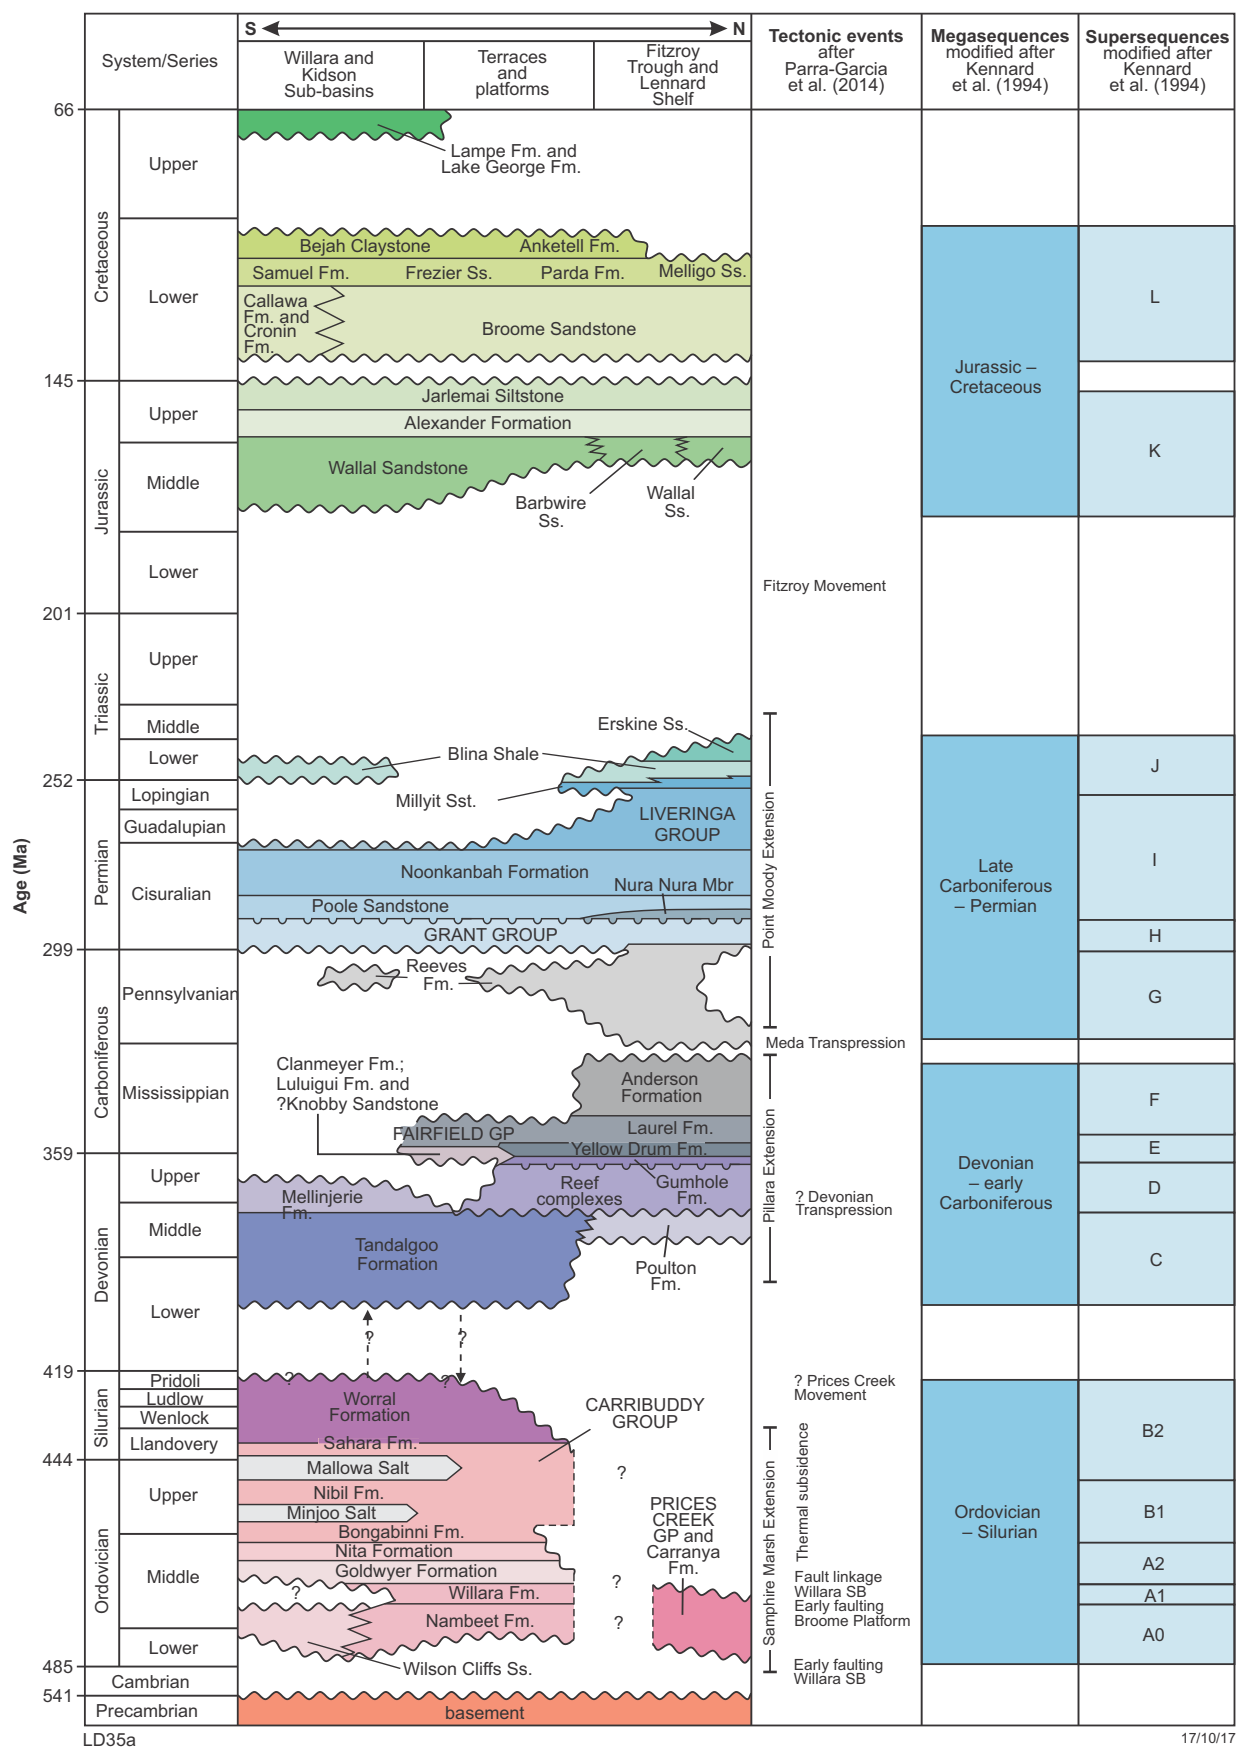 System/Series
S
N
Willara and
Kidson
Sub-basins
Terraces
and
platforms
Fitzroy
Trough and
Lennard
Shelf
Tectonic events
after
Parra-Garcia
et al. (2014)
Megasequences
modified after
Kennard
et al. (1994)
Supersequences
modified after
Kennard
et al. (1994)
Age (Ma)
66
145
201
252
299
359
419
444
485
541
Cretaceous
Upper
Lower
Jurassic
Upper
Middle
Lower
Triassic
Upper
Middle
Lower
Permian
Lopingian
Guadalupian
Cisuralian
Carboniferous
Pennsylvanian
Mississippian
Devonian
Upper
Middle
Lower
Silurian
Pridoli
Ludlow
Wenlock
Llandovery
Ordovician
Upper
Middle
Lower
Cambrian
Precambrian
Lampe Fm. and
Lake George Fm.
Bejah Claystone
Anketell Fm.
Samuel Fm.
Frezier Ss.
Parda Fm.
Melligo Ss.
Callawa
Fm. and
Cronin
Fm.
Broome Sandstone
Jarlemai Siltstone
Alexander Formation
Wallal Sandstone
Barbwire
Ss.
Wallal
Ss.
Erskine Ss.
Blina Shale
Millyit Sst.
LIVERINGA
GROUP
Noonkanbah Formation
Nura Nura Mbr
Poole Sandstone
GRANT GROUP
Reeves
Fm.
Clanmeyer Fm.;
Luluigui Fm. and
?Knobby Sandstone
Anderson
Formation
Laurel Fm.
FAIRFIELD GP
Yellow Drum Fm.
Reef
complexes
Gumhole
Fm.
Mellinjerie
Fm.
Tandalgoo
Formation
Poulton
Fm.
?
?
?
?
Worral
Formation
CARRIBUDDY
GROUP
Sahara Fm.
Mallowa Salt
?
Nibil Fm.
Minjoo Salt
Bongabinni Fm.
Nita Formation
Goldwyer Formation
PRICES
CREEK
GP and
Carranya
Fm.
?
?
Willara Fm.
Nambeet Fm.
?
Wilson Cliffs Ss.
basement
Fitzroy Movement
Point Moody Extension
Meda Transpression
Pillara Extension
? Devonian
Transpression
? Prices Creek
Movement
Samphire Marsh Extension
Thermal subsidence
Fault linkage
Willara SB
Early faulting
Broome Platform
Early faulting
Willara SB
Jurassic –
Cretaceous
Late
Carboniferous
– Permian
Devonian
– early
Carboniferous
Ordovician
– Silurian
L
K
J
I
H
G
F
E
D
C
B2
B1
A2
A1
A0
LD35a
17/10/17